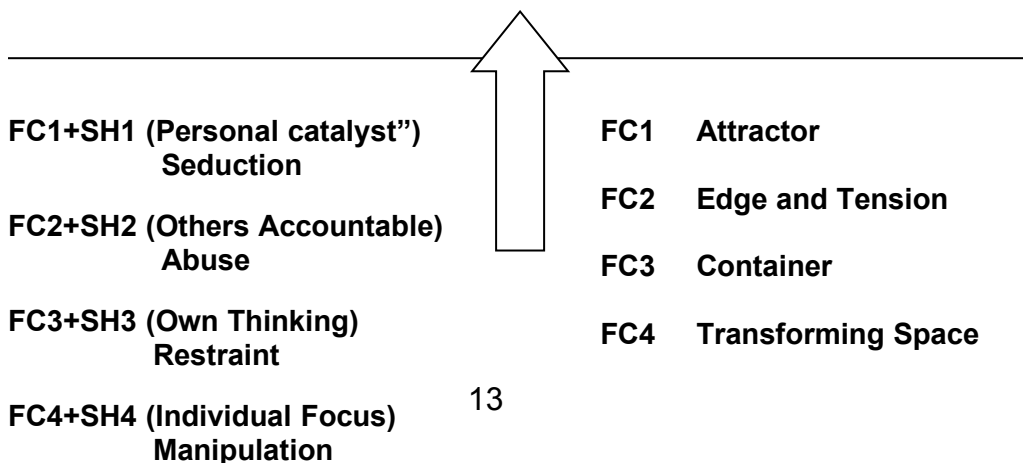 FC1+SH1 (Personal catalyst”)
Seduction
FC2+SH2 (Others Accountable)
Abuse
FC3+SH3 (Own Thinking)
Restraint
FC4+SH4 (Individual Focus)
Manipulation
FC1 Attractor
FC2 Edge and Tension
FC3 Container
FC4 Transforming Space
13